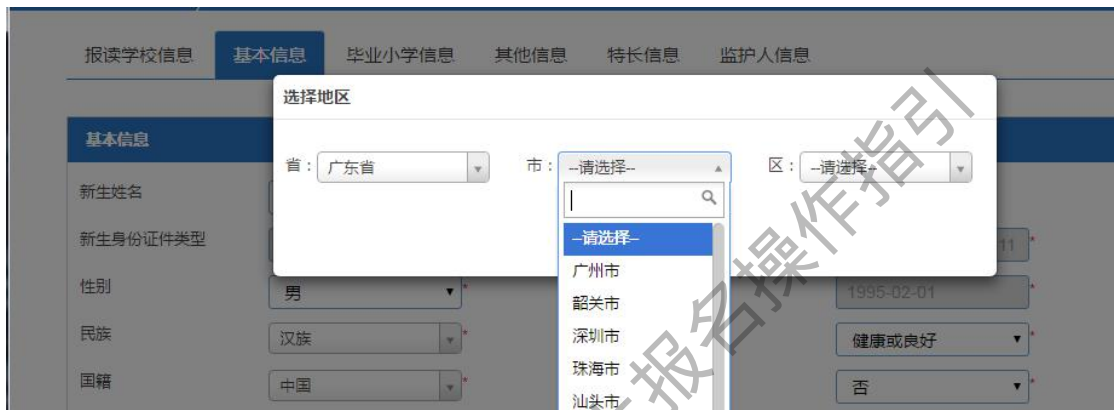 报读学校信息 基本信息 毕业小学信息 其他信息 特长信息 监护人信息
选择地区
基本信息
省： 广东省 市： --请选择-- 区： --请选择--
新生姓名
--请选择--
新生身份证件类型 11 *
广州市
性别 男 * 1995-02-01 *
韶关市
民族 汉族 * 深圳市 健康或良好 *
珠海市
国籍 中国 * 否 *
汕头市
报名操作指引